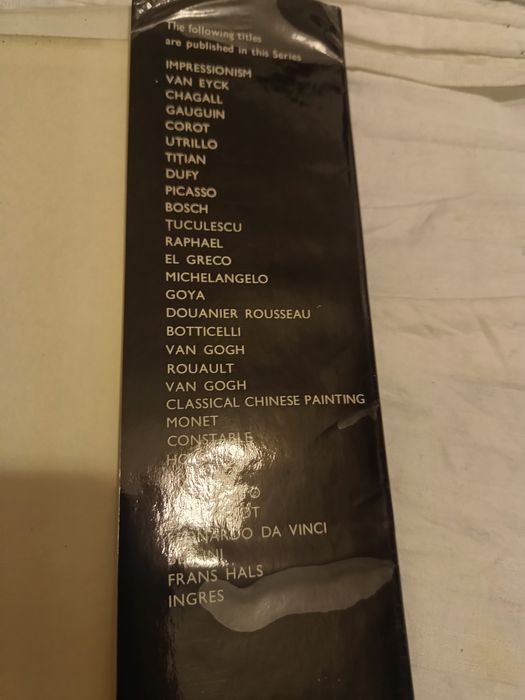 The following titles
are published in this Series
IMPRESSIONISM
VAN EYCK
CHAGALL
GAUGUIN
COROT
UTRILLO
TITIAN
DUFY
PICASSO
BOSCH
ȚUCULESCU
RAPHAEL
EL GRECO
MICHELANGELO
GOYA
DOUANIER ROUSSEAU
BOTTICELLI
VAN GOGH
ROUAULT
VAN GOGH
CLASSICAL CHINESE PAINTING
MONET
CONSTABLE
LEONARDO DA VINCI
FRANS HALS
INGRES